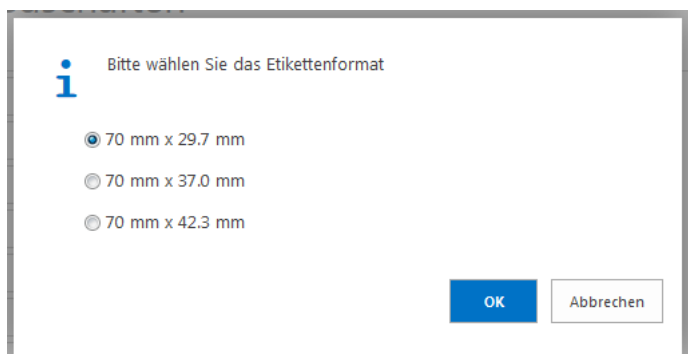 Bitte wählen Sie das Etikettenformat
70 mm x 29.7 mm
70 mm x 37.0 mm
70 mm x 42.3 mm
OK
Abbrechen